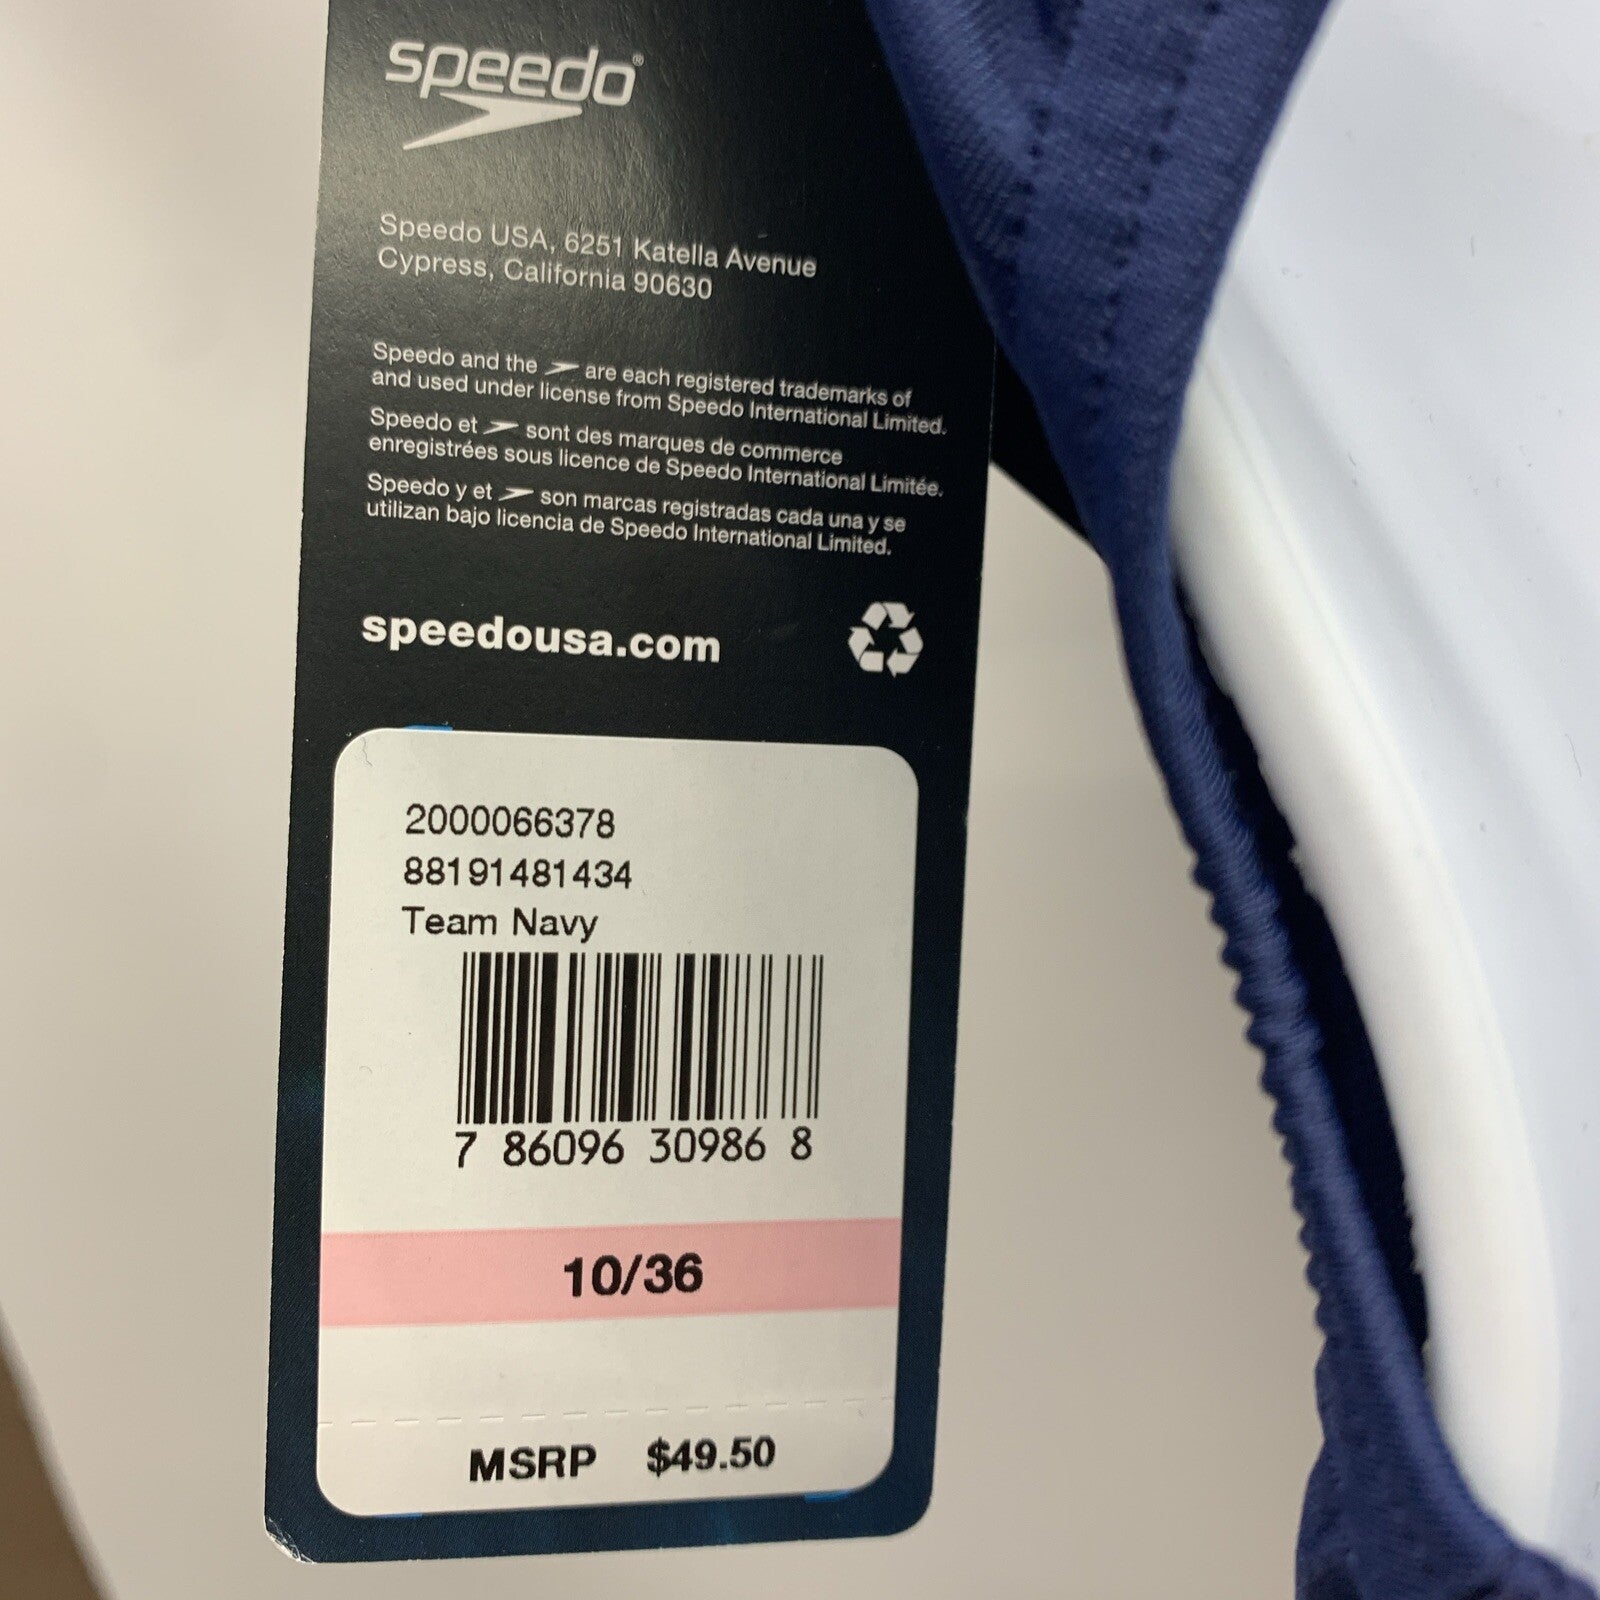 speedo®
Speedo USA, 6251 Katella Avenue
Cypress, California 90630
Speedo and the are each registered trademarks of
and used under license from Speedo International Limited.
Speedo et sont des marques de commerce
enregistrées sous licence de Speedo International Limitée.
Speedo y et son marcas registradas cada una y se
utilizan bajo licencia de Speedo International Limited.
speedousa.com
2000066378
88191481434
Team Navy
7 86096 30986 8
10/36
MSRP $49.50